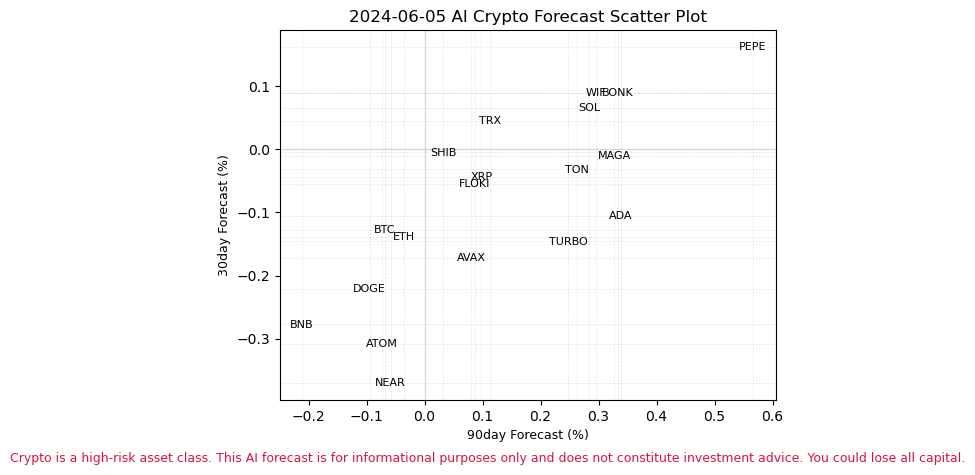 2024-06-05 AI Crypto Forecast Scatter Plot
PEPE
0.1
WIF
BONK
SOL
TRX
0.0
SHIB
MAGA
TON
XRP
FLOKI
−0.1
ADA
BTC
ETH
TURBO
AVAX
−0.2
DOGE
BNB
−0.3
ATOM
NEAR
30day Forecast (%)
−0.2 −0.1 0.0 0.1 0.2 0.3 0.4 0.5 0.6
90day Forecast (%)
Crypto is a high-risk asset class. This AI forecast is for informational purposes only and does not constitute investment advice. You could lose all capital.